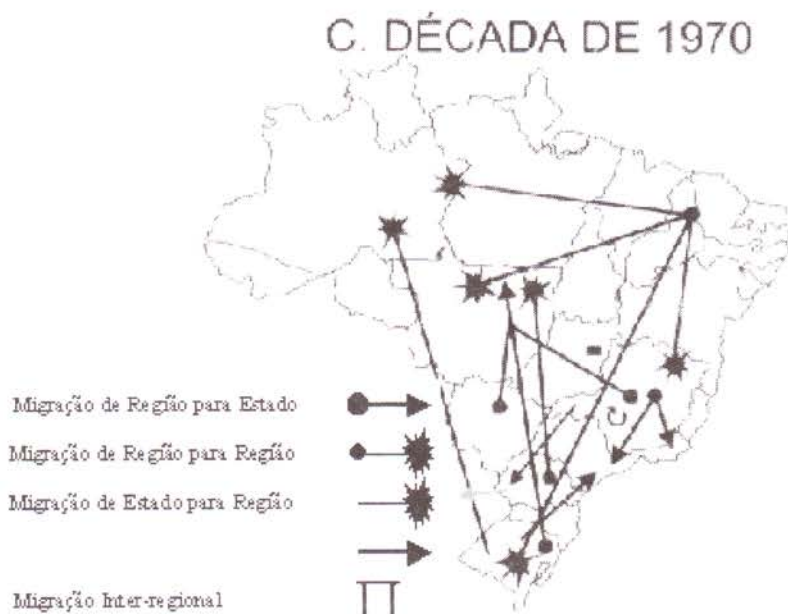 C. DÉCADA DE 1970
Migração de Região para Estado
Migração de Região para Região
Migração de Estado para Região
Migração Inter-regional